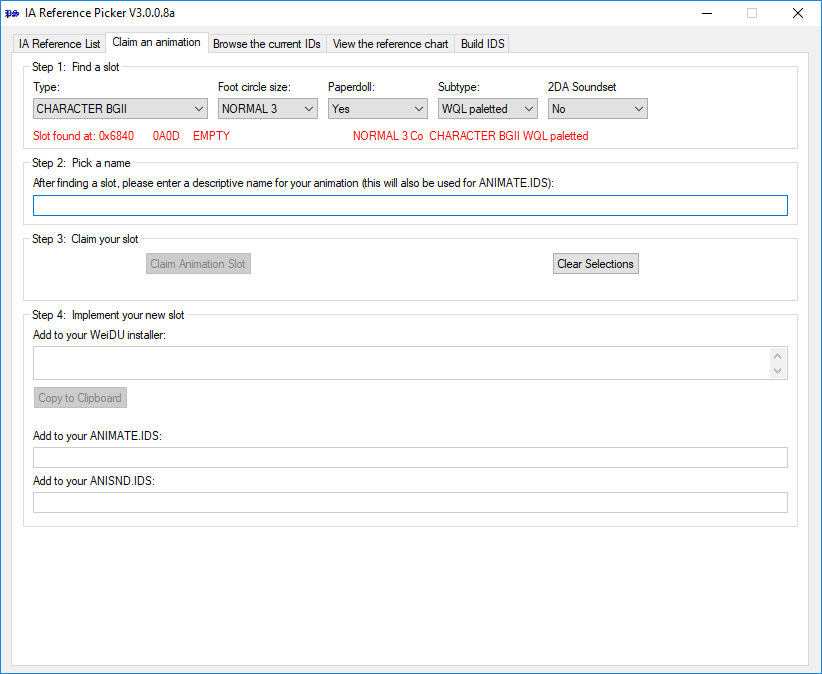 IA Reference Picker V3.0.0.8a
IA Reference List Claim an animation Browse the current IDs View the reference chart Build IDS
Step 1: Find a slot
Type: Foot circle size: Paperdoll: Subtype: 2DA Soundset
CHARACTER BGII NORMAL 3 Yes WQL paletted No
Slot found at: 0x6840 0A0D EMPTY NORMAL 3 Co CHARACTER BGII WQL paletted
Step 2: Pick a name
After finding a slot, please enter a descriptive name for your animation (this will also be used for ANIMATE.IDS):
Step 3: Claim your slot
Claim Animation Slot Clear Selections
Step 4: Implement your new slot
Add to your WeiDU installer:
Copy to Clipboard
Add to your ANIMATE.IDS:
Add to your ANISND.IDS: